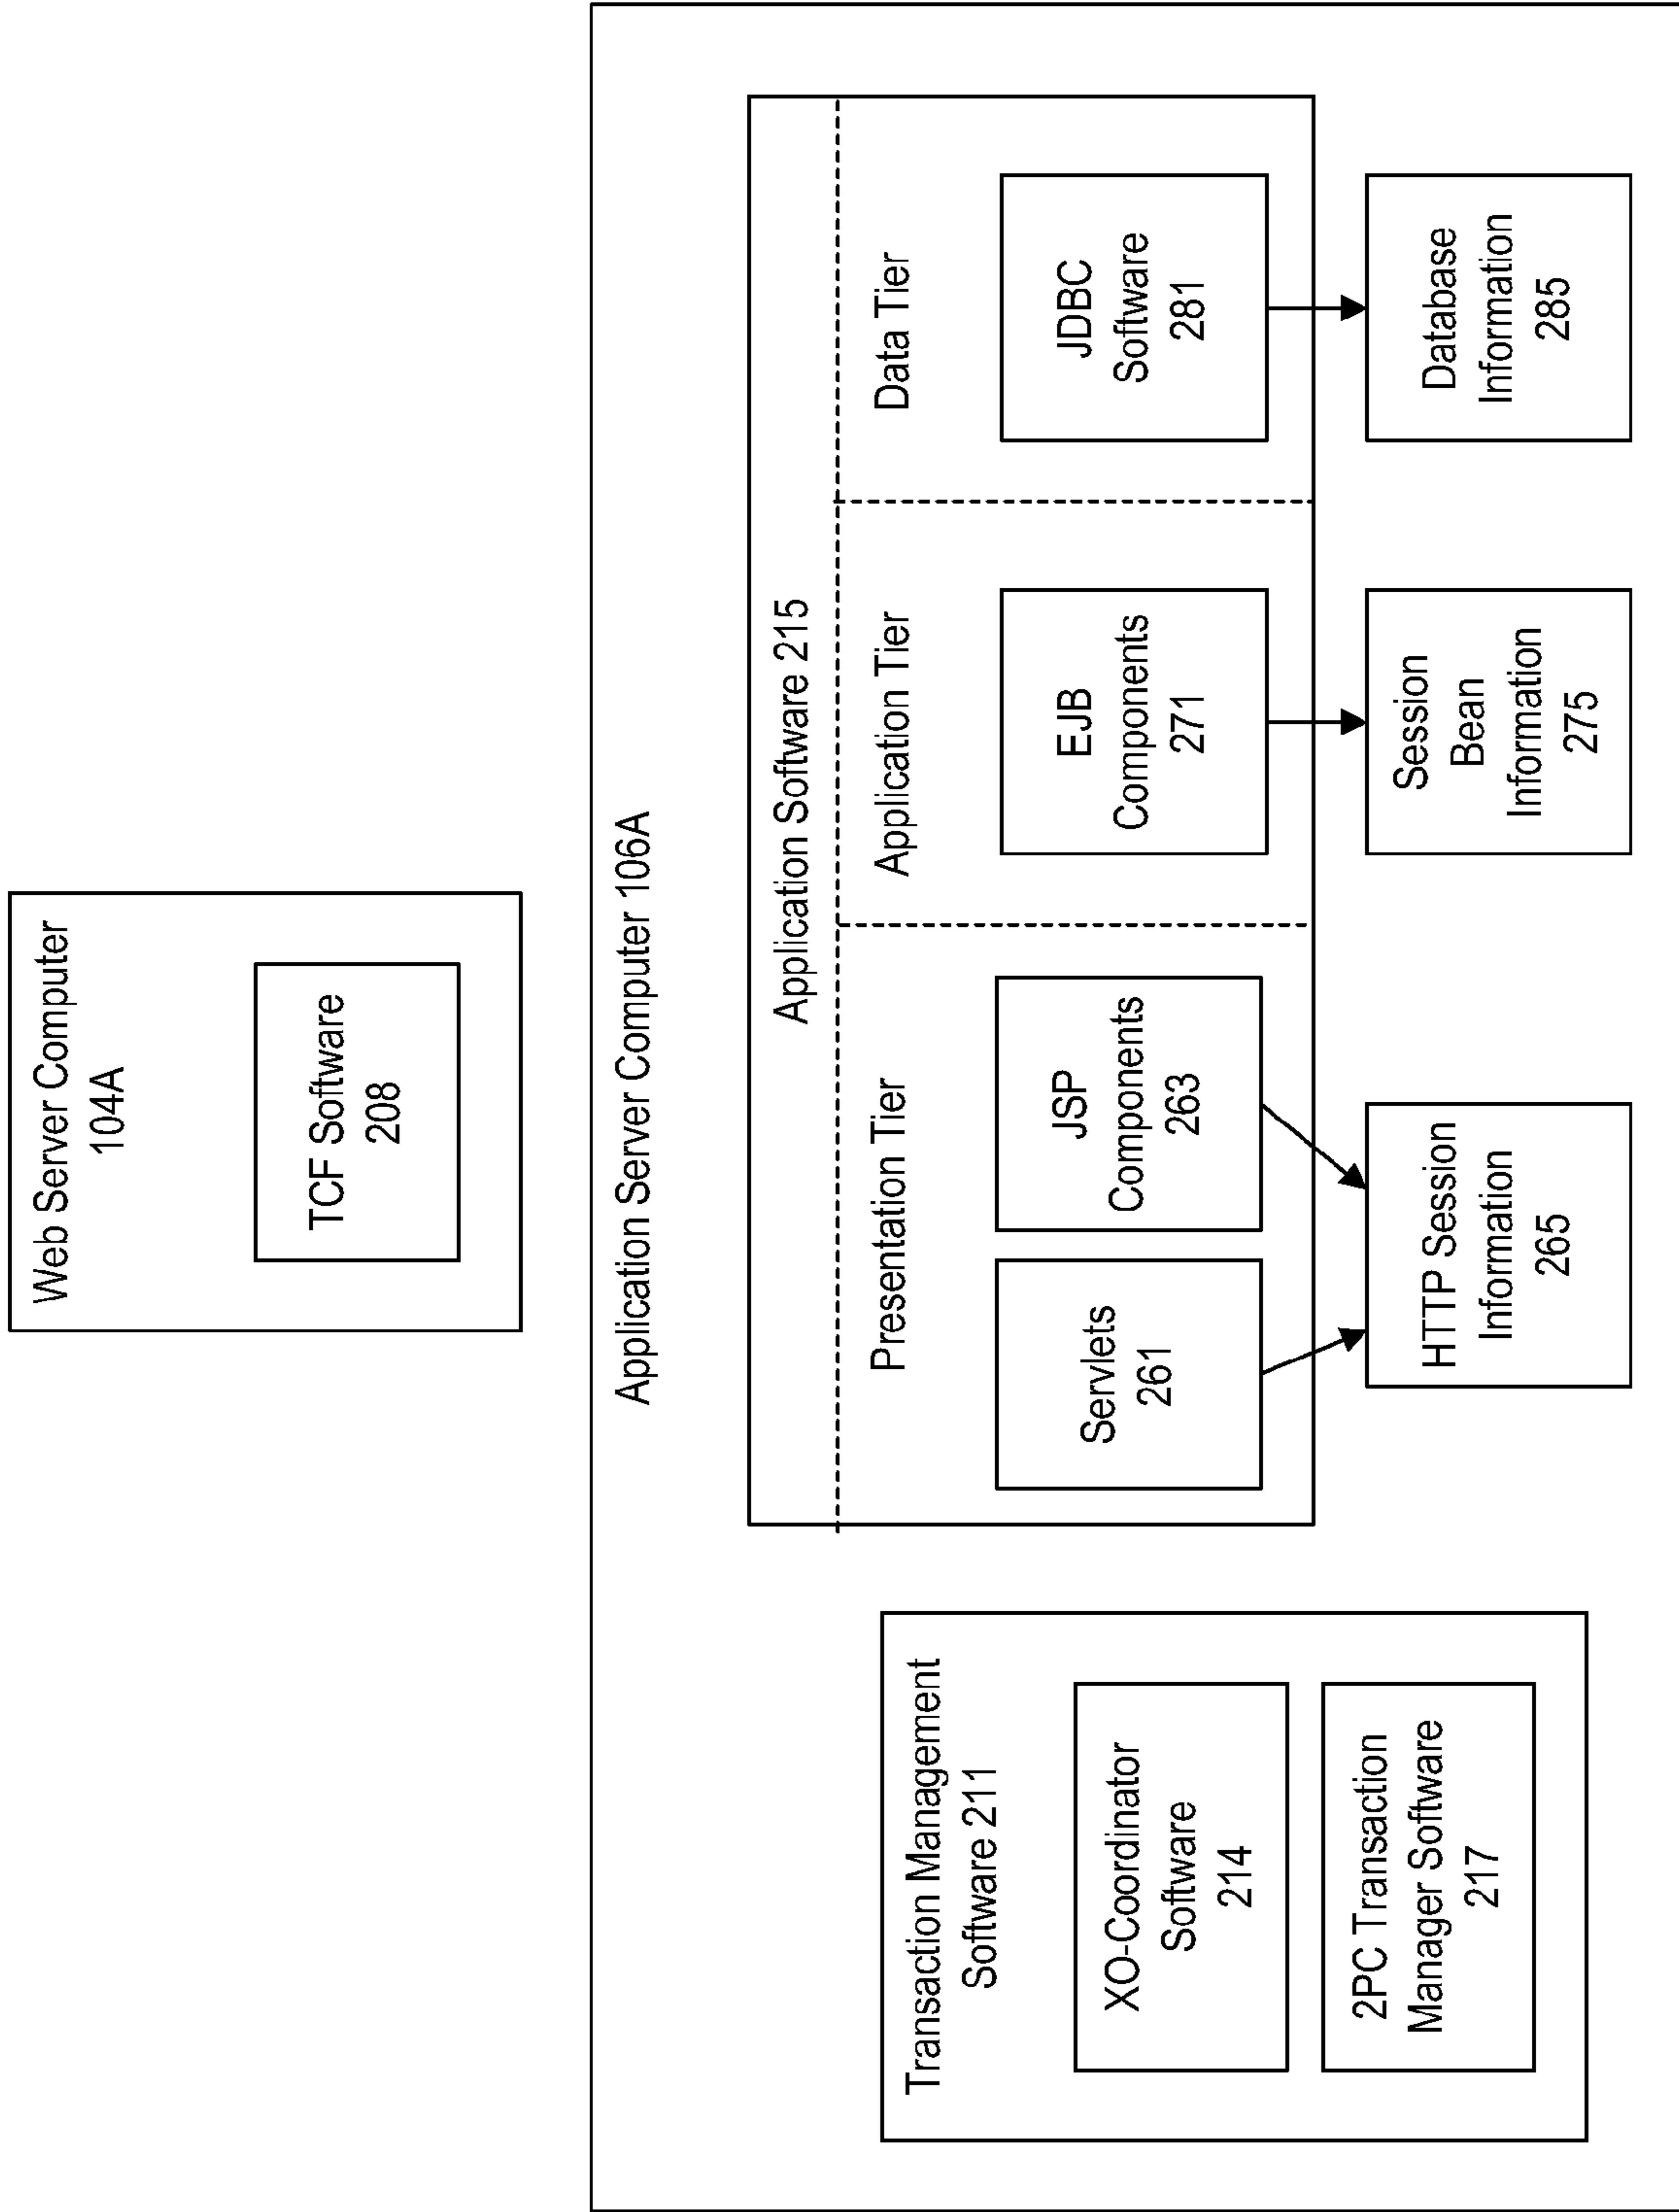 Web Server Computer
104A
TCF Software
208
Application Server Computer 106A
Transaction Management
Software 211
XO-Coordinator
Software
214
2PC Transaction
Manager Software
217
Application Software 215
Presentation Tier
Servlets
261
JSP
Components
263
HTTP Session
Information
265
Application Tier
EJB
Components
271
Session
Bean
Information
275
Data Tier
JDBC
Software
281
Database
Information
285